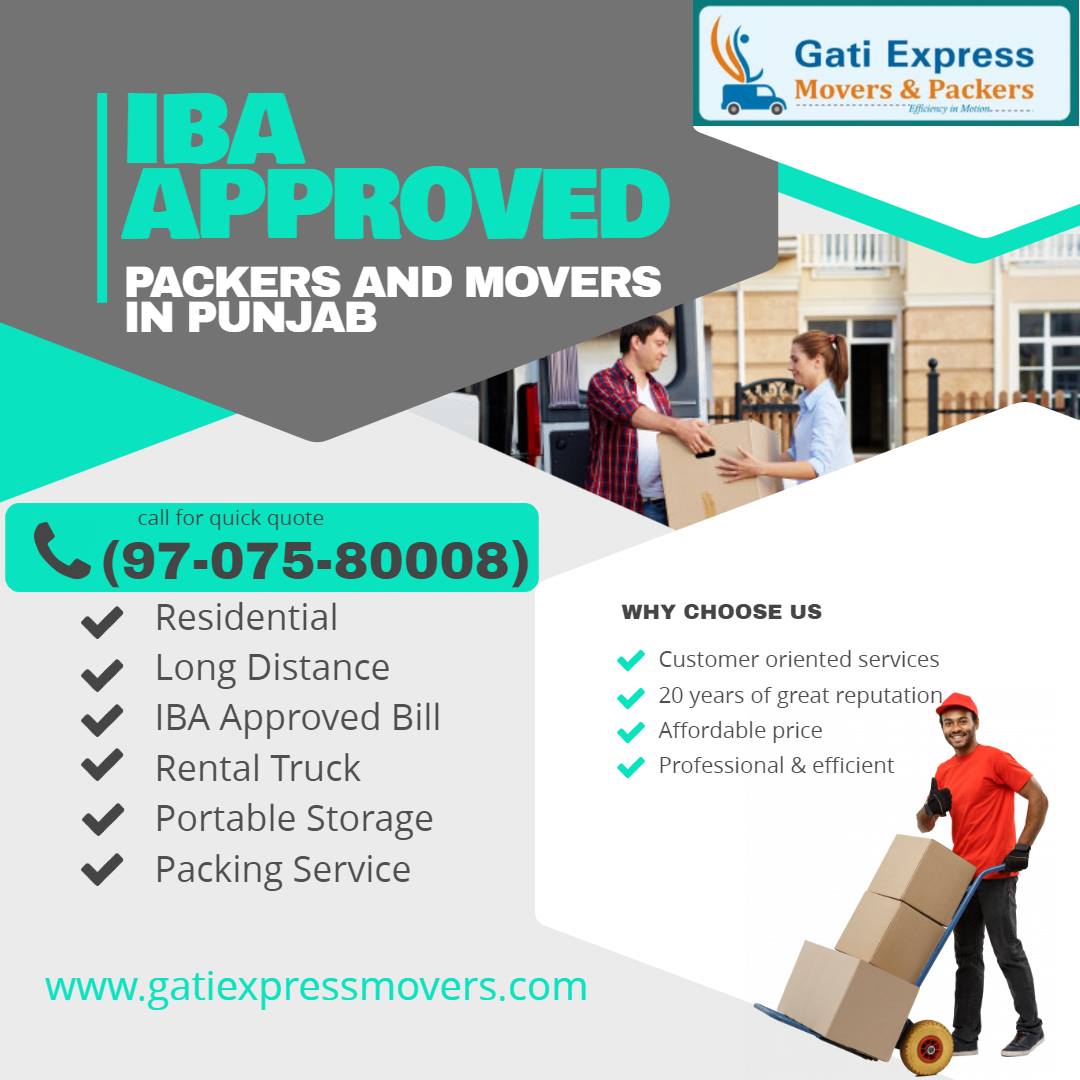 Gati Express
Movers & Packers
Efficiency in Motion
IBA
APPROVED
PACKERS AND MOVERS
IN PUNJAB
call for quick quote
(97-075-80008)
Residential
Long Distance
IBA Approved Bill
Rental Truck
Portable Storage
Packing Service
WHY CHOOSE US
Customer oriented services
20 years of great reputation
Affordable price
Professional & efficient
www.gatiexpressmovers.com